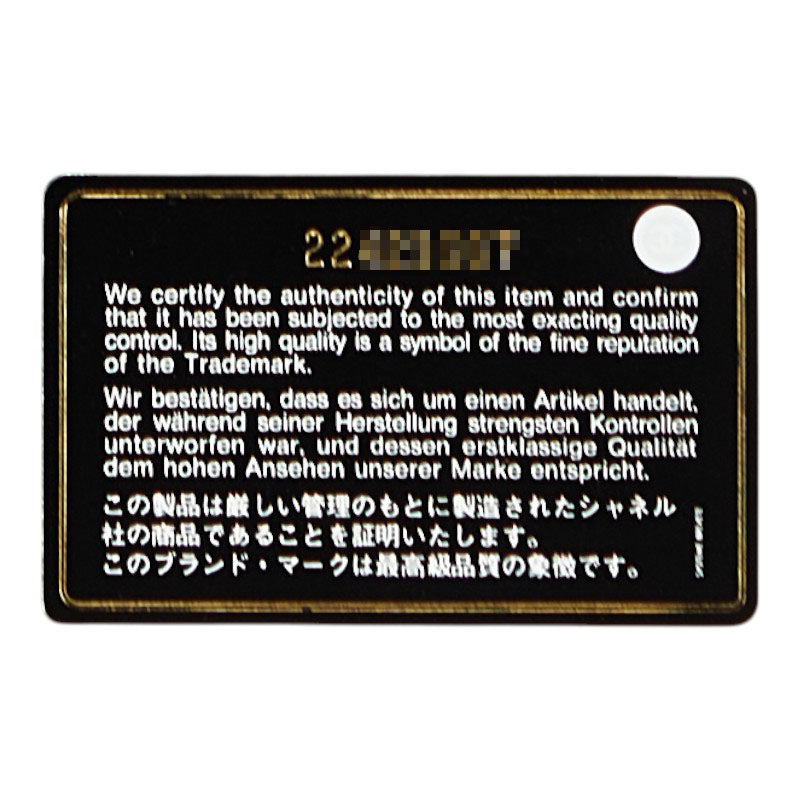 22
We certify the authenticity of this item and confirm
that it has been subjected to the most exacting quality
control. Its high quality is a symbol of the fine reputation
of the Trademark.
Wir bestätigen, dass es sich um einen Artikel handelt,
der während seiner Herstellung strengsten Kontrollen
unterworfen war, und dessen erstklassige Qualität
dem hohen Ansehen unserer Marke entspricht.
この製品は厳しい管理のもとに製造されたシャネル
社の商品であることを証明いたします。
このブランド・マークは最高級品質の象徴です。